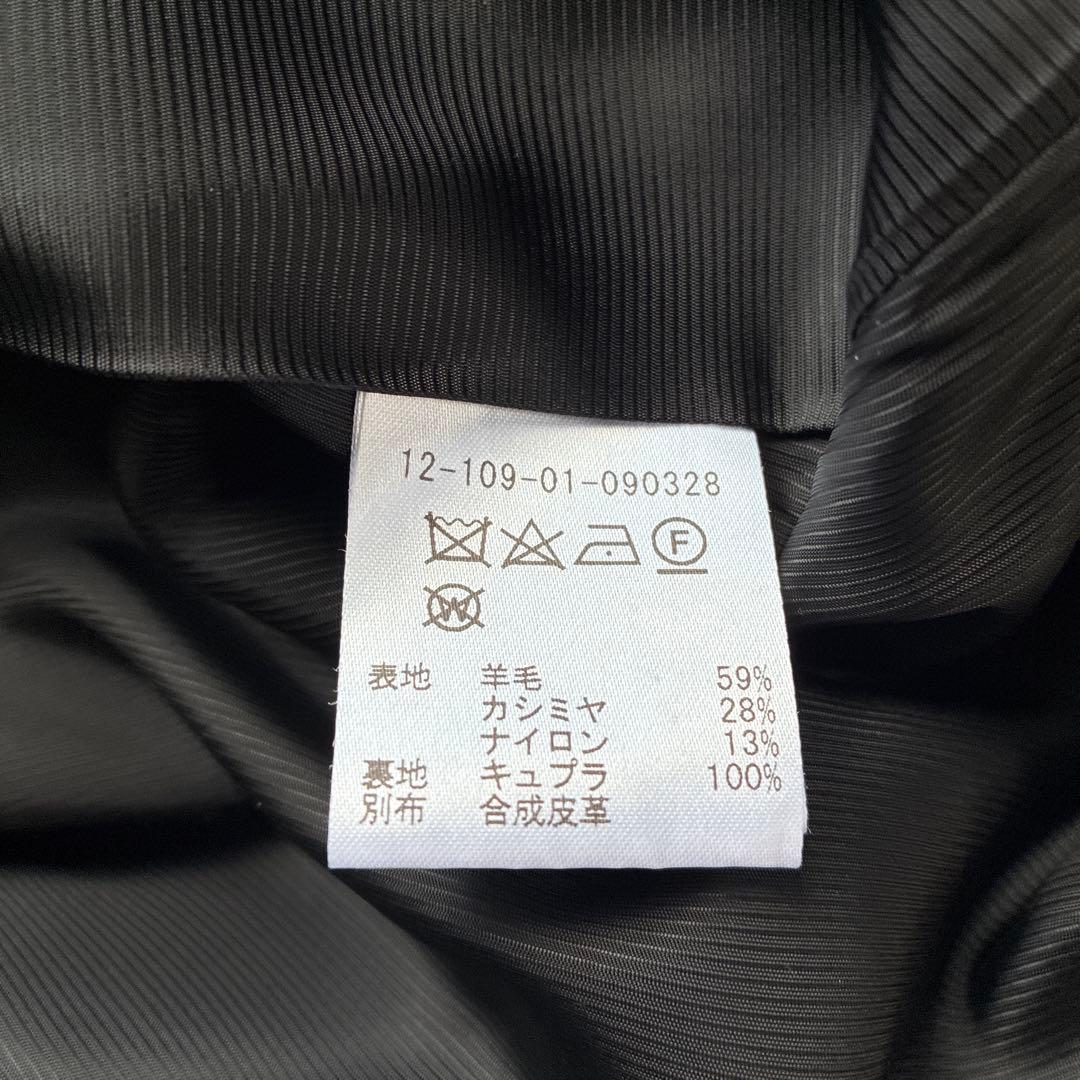 12-109-01-090328
F
W
表地 羊毛 59%
カシミヤ 28%
ナイロン 13%
裏地 キュプラ 100%
別布 合成皮革